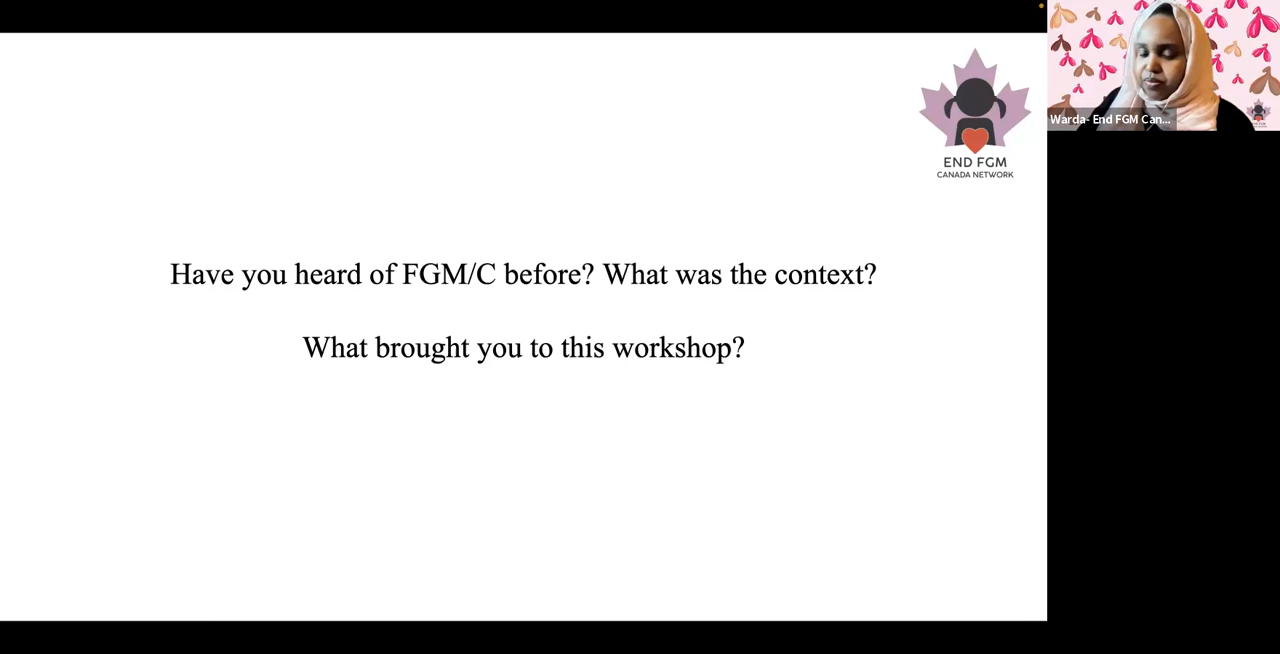 END FGM
CANADA NETWORK
Have you heard of FGM/C before? What was the context?
What brought you to this workshop?
Warda- End FGM Can...